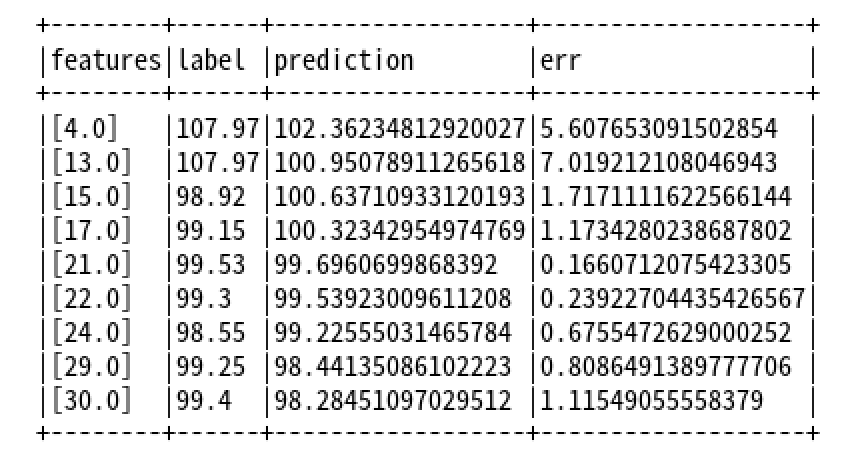 +--------+------+------------------+-------------------+
|features|label |prediction        |err                |
+--------+------+------------------+-------------------+
|[4.0]   |107.97|102.36234812920027|5.607653091502854  |
|[13.0]  |107.97|100.95078911265618|7.019212108046943  |
|[15.0]  |98.92 |100.63710933120193|1.7171111622566144 |
|[17.0]  |99.15 |100.32342954974769|1.1734280238687802 |
|[21.0]  |99.53 |99.6960699868392  |0.1660712075423305 |
|[22.0]  |99.3  |99.53923009611208 |0.23922704435426567|
|[24.0]  |98.55 |99.22555031465784 |0.6755472629000252 |
|[29.0]  |99.25 |98.44135086102223 |0.8086491389777706 |
|[30.0]  |99.4  |98.28451097029512 |1.11549055558379   |
+--------+------+------------------+-------------------+